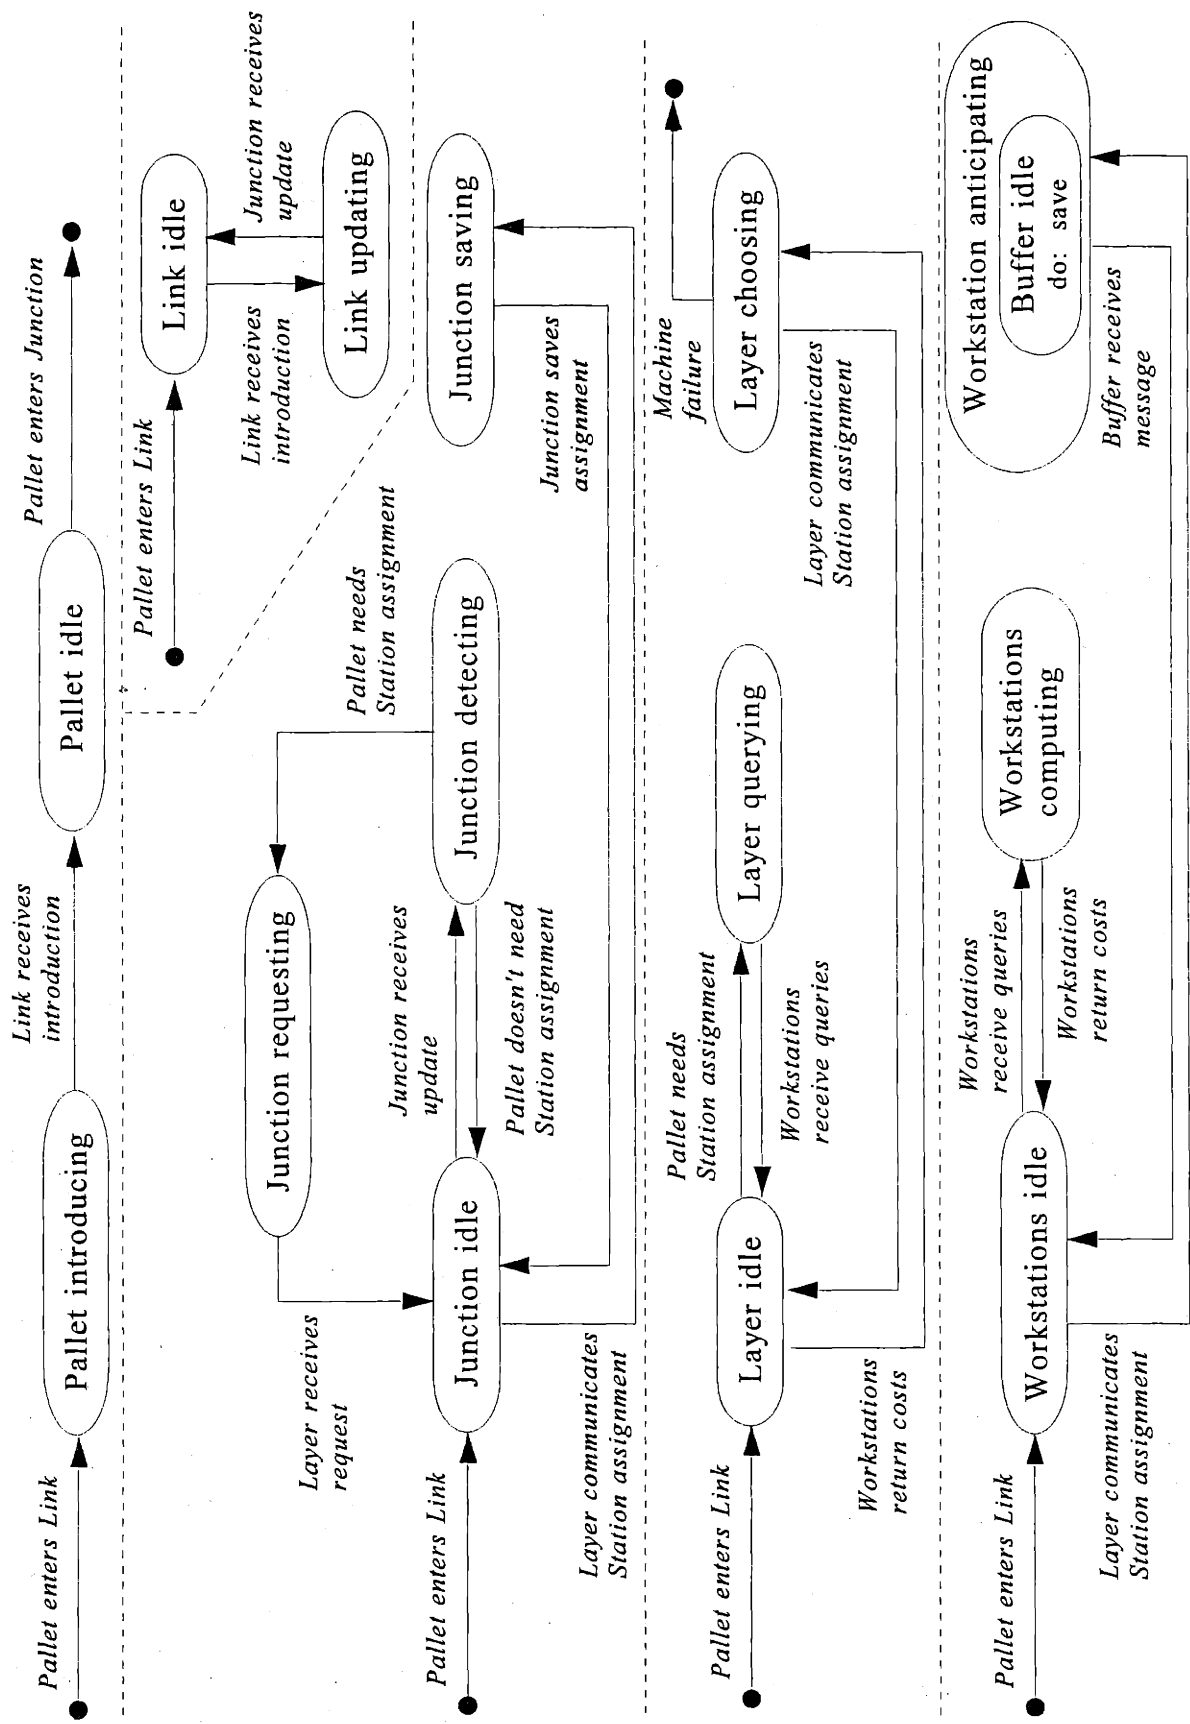 Pallet enters Link
Pallet introducing
Link receives
introduction
Pallet idle
Pallet enters Junction
Pallet enters Link
Link idle
Link receives
introduction
Junction receives
update
Link updating
Pallet enters Link
Junction idle
Layer receives
request
Junction requesting
Junction receives
update
Pallet doesn't need
Station assignment
Junction detecting
Pallet needs
Station assignment
Junction saving
Junction saves
assignment
Layer communicates
Station assignment
Pallet enters Link
Layer idle
Pallet needs
Station assignment
Workstations
receive queries
Layer querying
Layer choosing
Machine
failure
Layer communicates
Station assignment
Workstations
return costs
Pallet enters Link
Workstations idle
Workstations
receive queries
Workstations
return costs
Workstations
computing
Workstation anticipating
Buffer idle
do: save
Buffer receives
message
Layer communicates
Station assignment